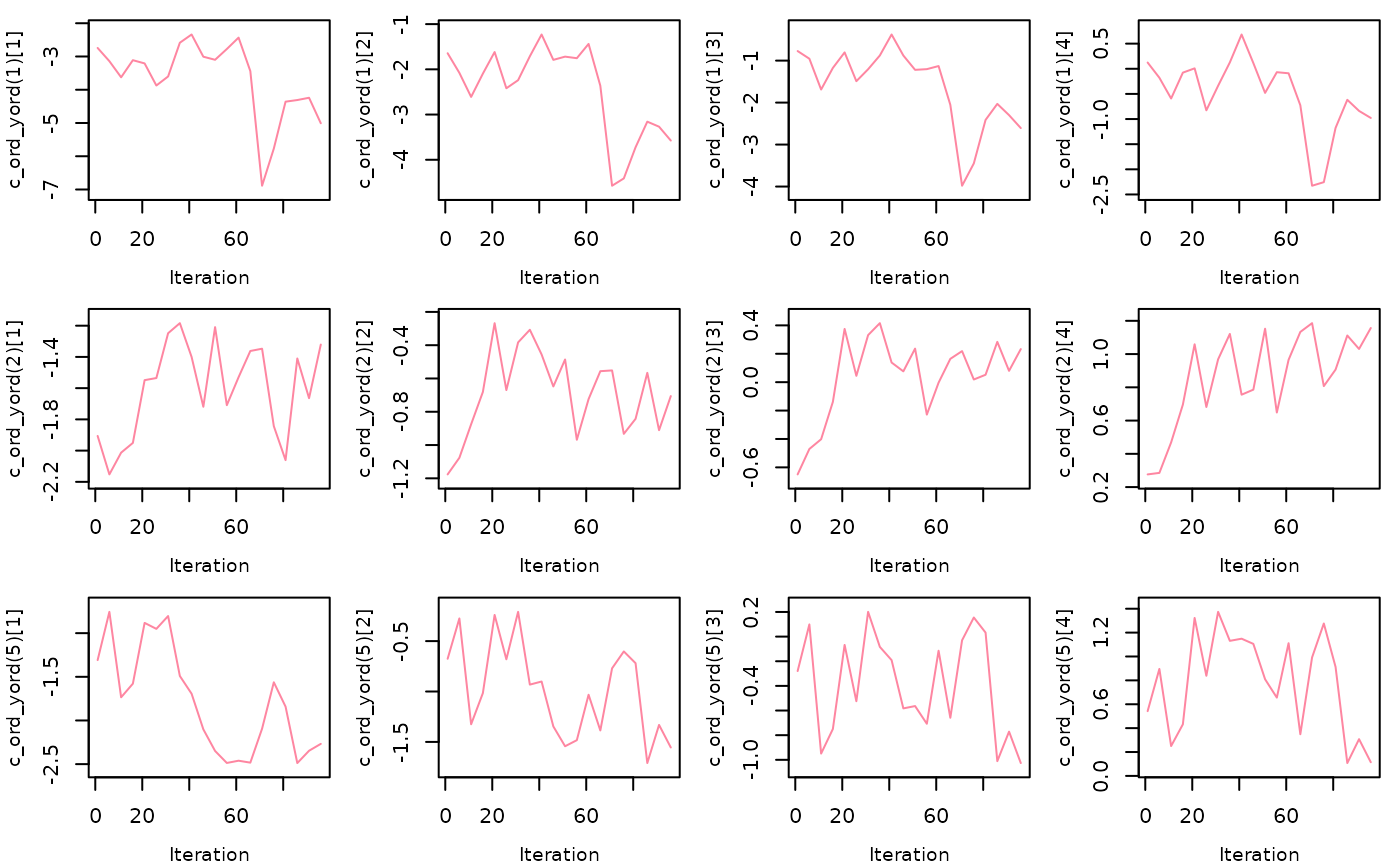 c_ord_yord(1)[1]
-7 -5 -3
0 20 60
Iteration
c_ord_yord(1)[2]
-4 -3 -2 -1
0 20 60
Iteration
c_ord_yord(1)[3]
-4 -3 -2 -1
0 20 60
Iteration
c_ord_yord(1)[4]
-2.5 -1.0 0.5
0 20 60
Iteration
c_ord_yord(2)[1]
-2.2 -1.8 -1.4
0 20 60
Iteration
c_ord_yord(2)[2]
-1.2 -0.8 -0.4
0 20 60
Iteration
c_ord_yord(2)[3]
-0.6 0.0 0.4
0 20 60
Iteration
c_ord_yord(2)[4]
0.2 0.6 1.0
0 20 60
Iteration
c_ord_yord(5)[1]
-2.5 -1.5
0 20 60
Iteration
c_ord_yord(5)[2]
-1.5 -0.5
0 20 60
Iteration
c_ord_yord(5)[3]
-1.0 -0.4 0.2
0 20 60
Iteration
c_ord_yord(5)[4]
0.0 0.6 1.2
0 20 60
Iteration